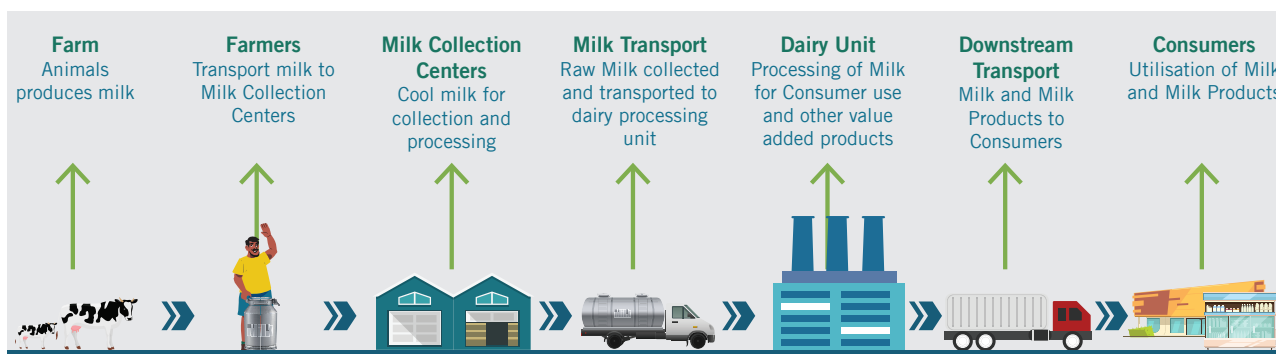 Farm
Animals
produces milk
Farmers
Transport milk to
Milk Collection
Centers
Milk Collection
Centers
Cool milk for
collection and
processing
Milk Transport
Raw Milk collected
and transported to
dairy processing
unit
Dairy Unit
Processing of Milk
for Consumer use
and other value
added products
Downstream
Transport
Milk and Milk
Products to
Consumers
Consumers
Utilisation of Milk
and Milk Products